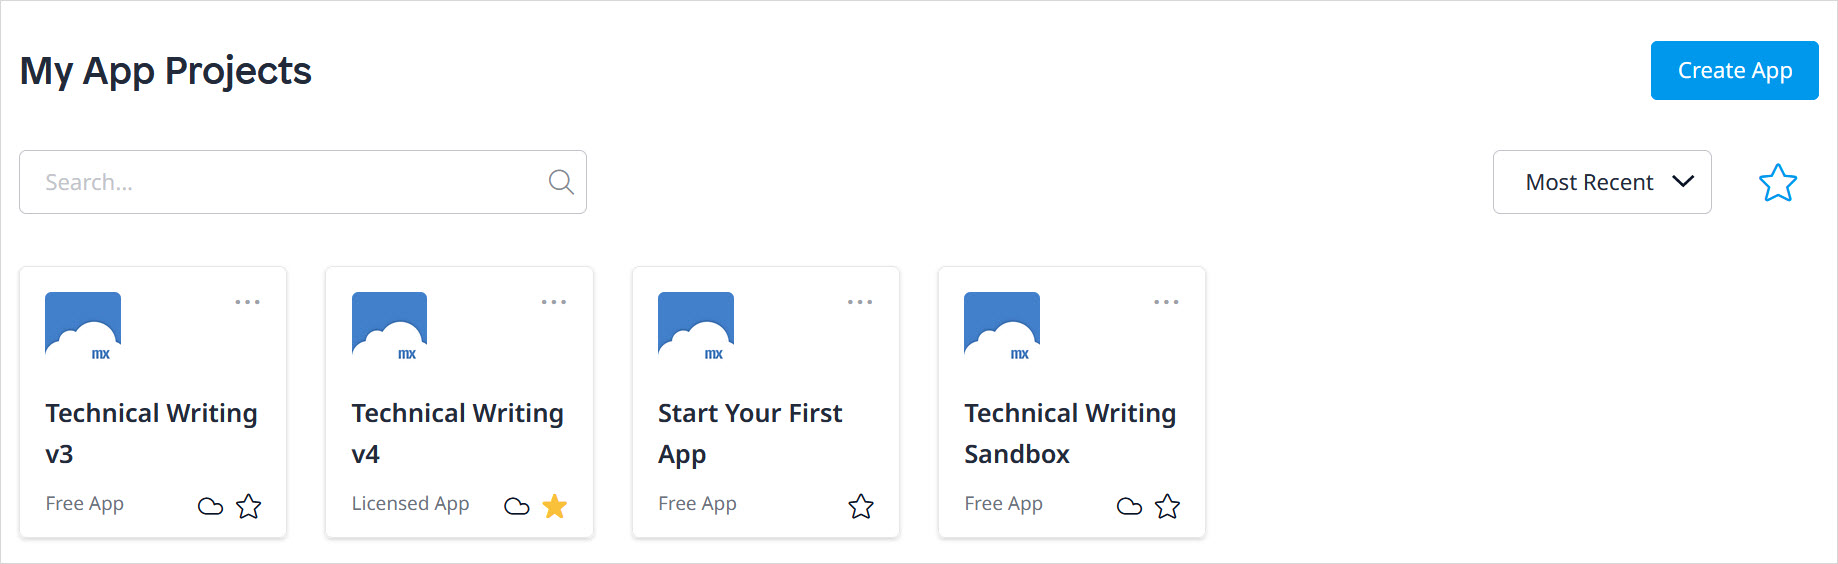 My App Projects
Create App
Search...
Most Recent
mx
mx
mx
mx
Technical Writing
v3
Technical Writing
v4
Start Your First
App
Technical Writing
Sandbox
Free App
Licensed App
Free App
Free App